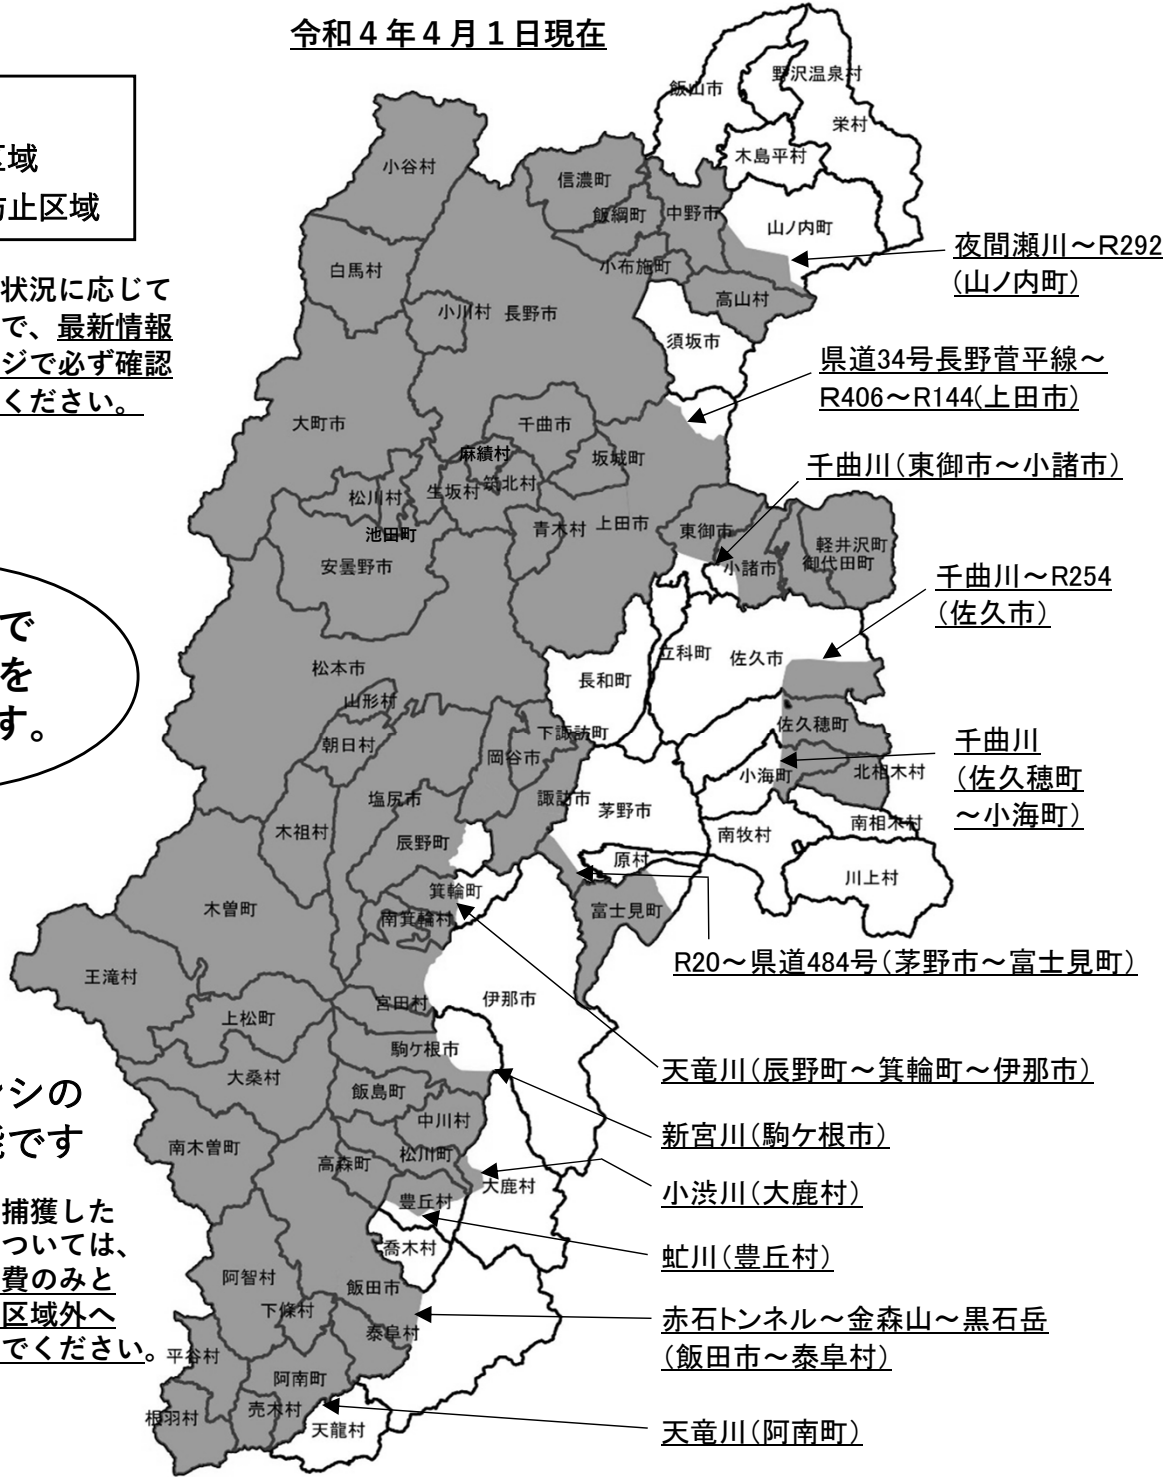 令和４年４月１日現在
区域
防止区域
状況に応じて
で、最新情報
ジで必ず確認
ください。
で
を
す。
シシの
能です
捕獲した
ついては、
費のみと
区域外へ
でください。
飯山市
野沢温泉村
栄村
木島平村
小谷村
信濃町
飯綱町
中野市
山ノ内町
白馬村
小布施町
高山村
小川村
長野市
須坂市
大町市
千曲市
麻績村
坂城町
松川村
生坂村
筑北村
池田町
青木村
上田市
東御市
軽井沢町
御代田町
小諸市
安曇野市
松本市
長和町
立科町
佐久市
山形村
朝日村
岡谷市
下諏訪町
佐久穂町
小海町
北相木村
塩尻市
諏訪市
茅野市
木祖村
辰野町
南牧村
南相木村
原村
川上村
箕輪町
木曽町
南箕輪村
富士見町
王滝村
宮田村
伊那市
上松町
駒ケ根市
大桑村
飯島町
中川村
南木曽町
松川町
高森町
大鹿村
豊丘村
喬木村
阿智村
飯田市
下條村
泰阜村
平谷村
阿南町
売木村
根羽村
天龍村
夜間瀬川～R292
(山ノ内町)
県道34号長野菅平線～
R406～R144(上田市)
千曲川（東御市～小諸市）
千曲川～R254
（佐久市）
千曲川
（佐久穂町
～小海町）
R20～県道484号（茅野市～富士見町）
天竜川（辰野町～箕輪町～伊那市）
新宮川（駒ケ根市）
小渋川（大鹿村）
虻川（豊丘村）
赤石トンネル～金森山～黒石岳
（飯田市～泰阜村）
天竜川（阿南町）